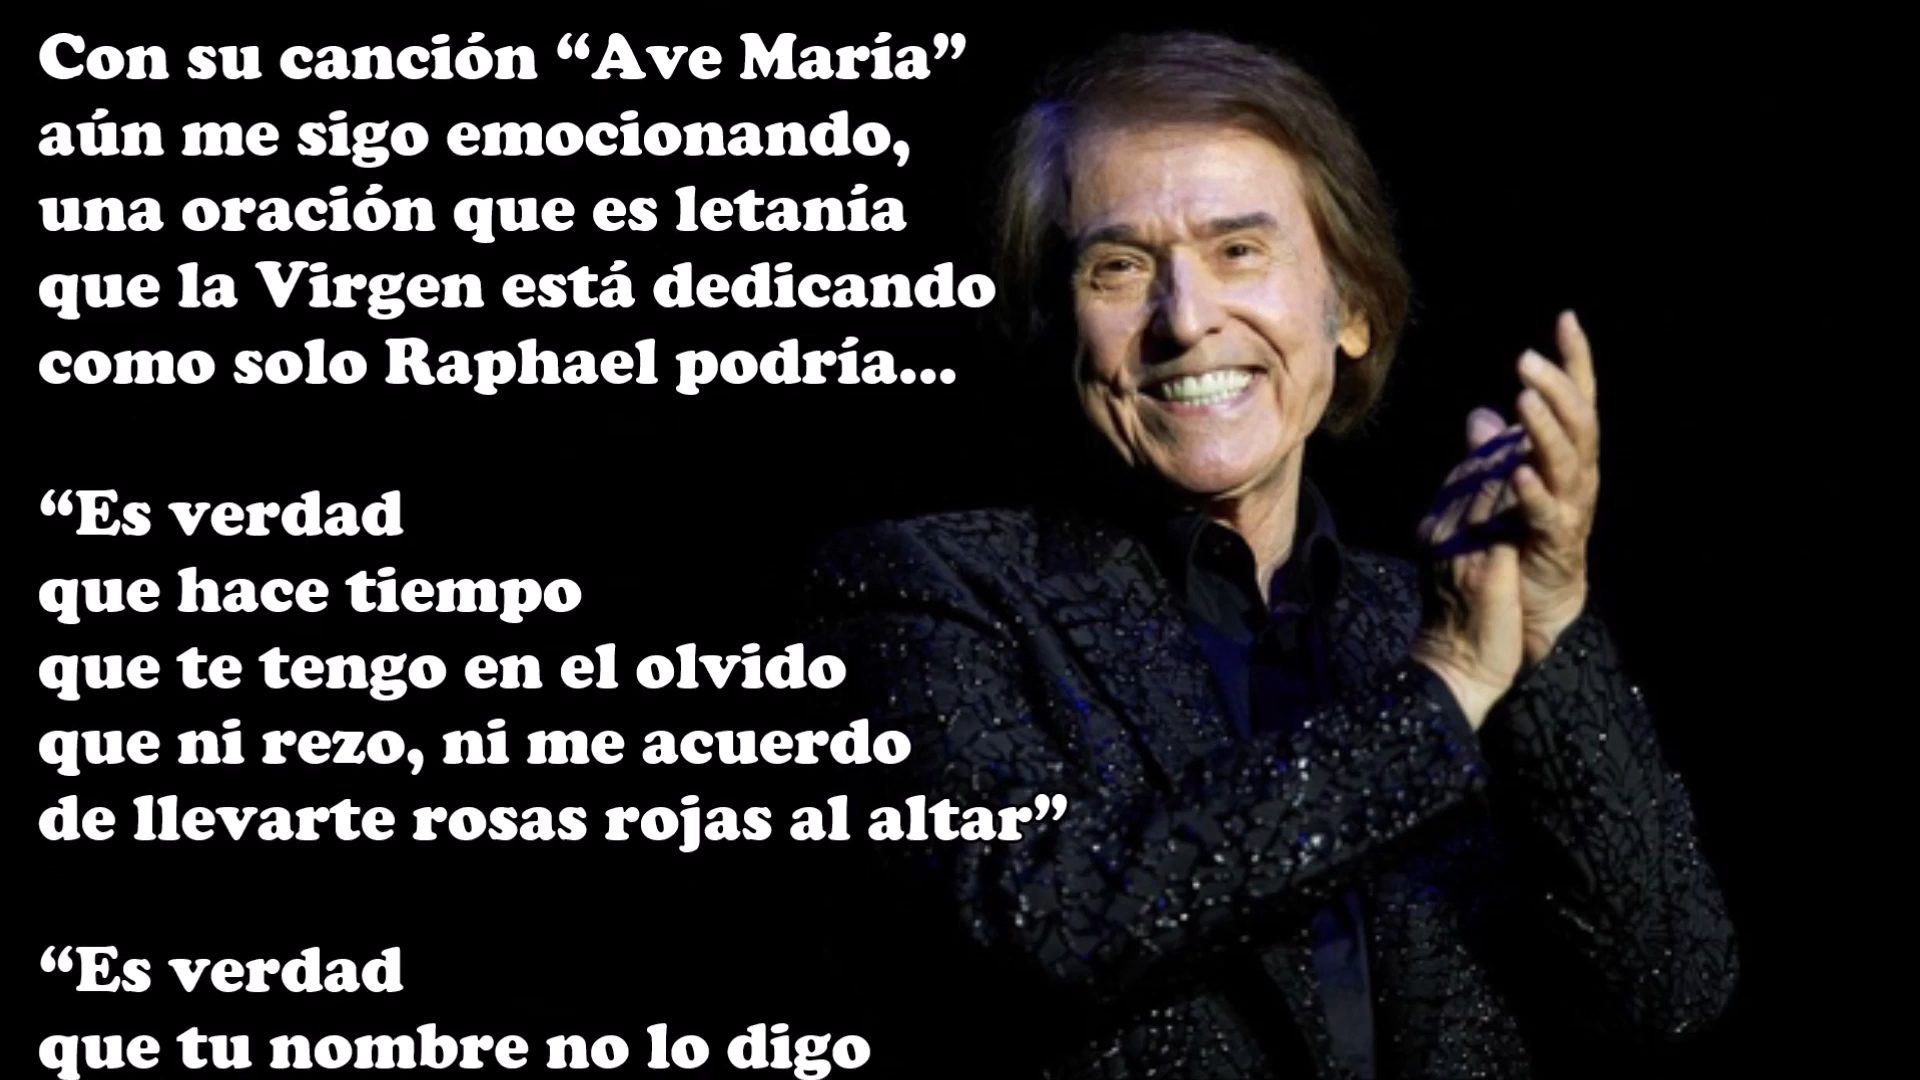 Con su canción “Ave María”
aún me sigo emocionando,
una oración que es letanía
que la Virgen está dedicando
como solo Raphael podría...
“Es verdad
que hace tiempo
que te tengo en el olvido
que ni rezo, ni me acuerdo
de llevarte rosas rojas al altar”
“Es verdad
que tu nombre no lo digo